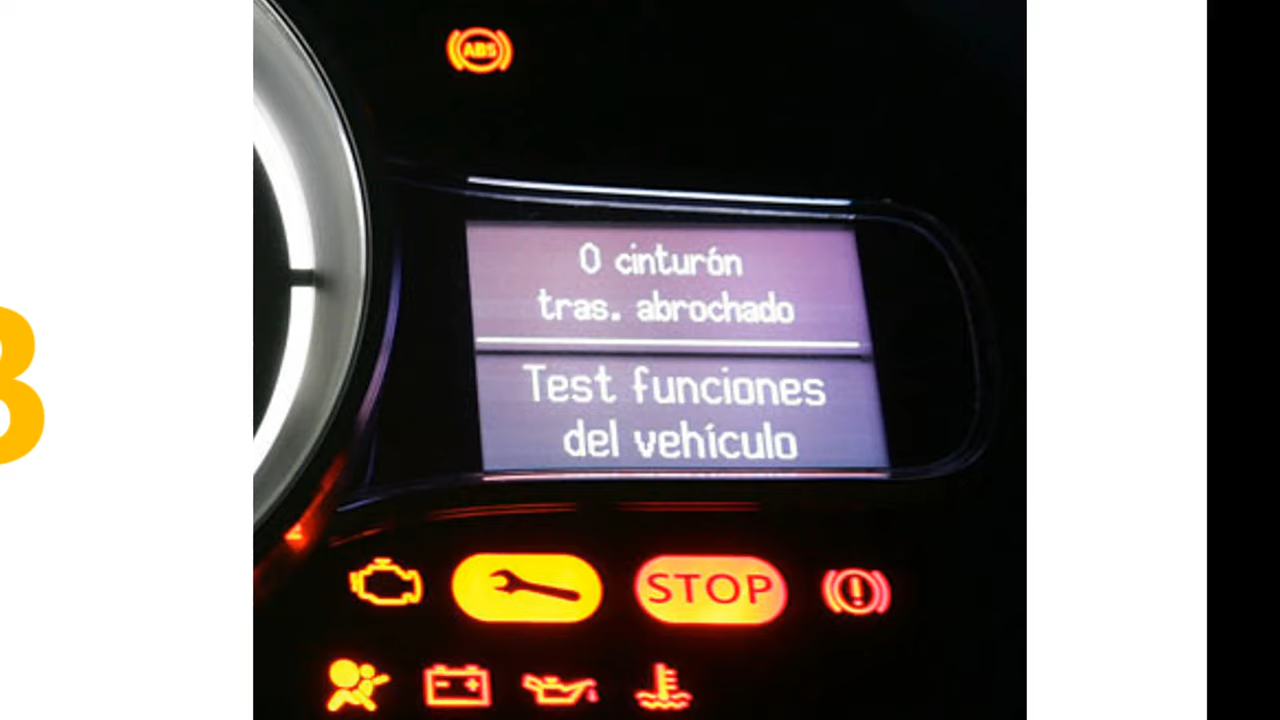 ABS
0 cinturón
tras. abrochado
Test funciones
del vehículo
STOP